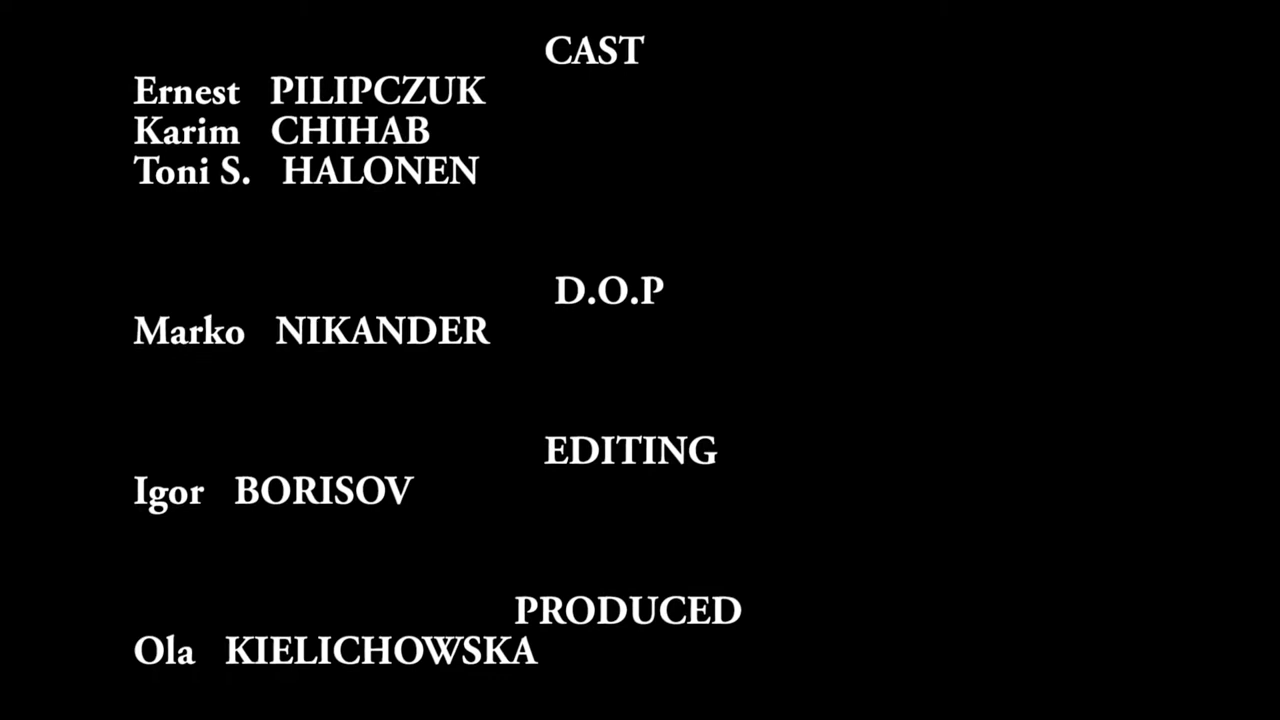 CAST
Ernest PILIPCZUK
Karim CHIHAB
Toni S. HALONEN
D.O.P
Marko NIKANDER
EDITING
Igor BORISOV
PRODUCED
Ola KIELICHOWSKA